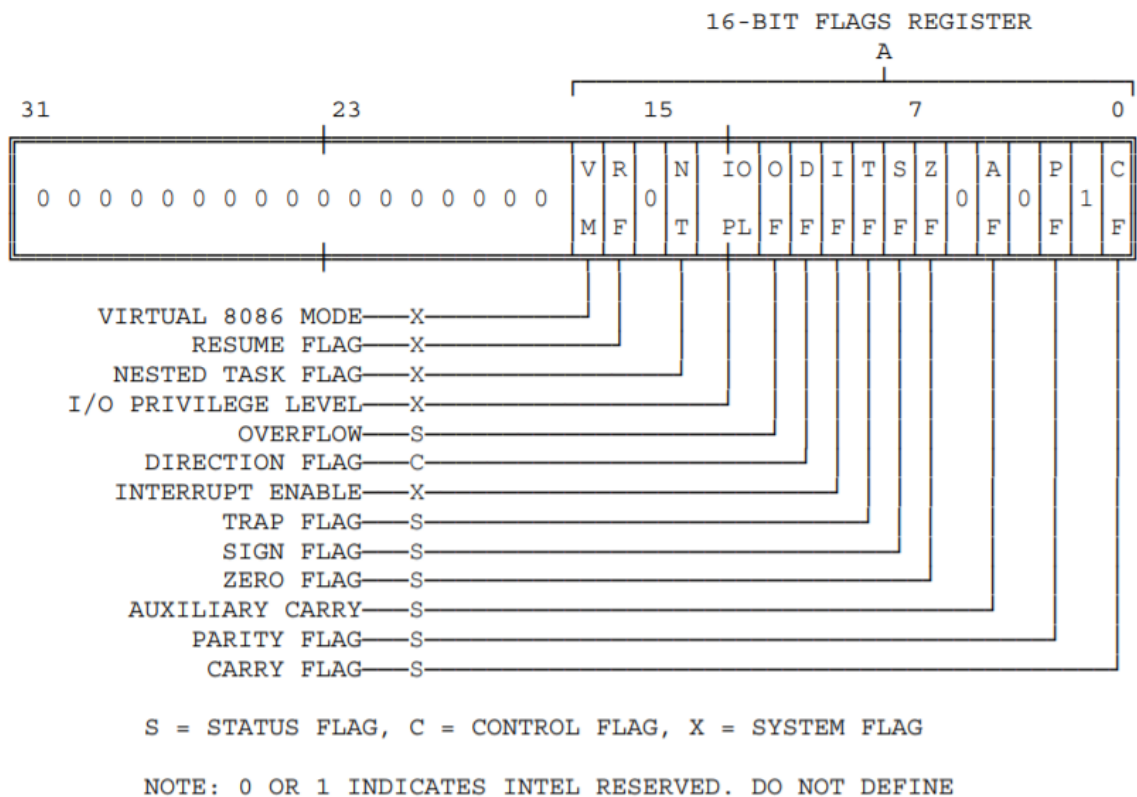 16-BIT FLAGS REGISTER
A
31 23 15 7 0
V R N IO O D I T S Z A P C
0 0 0 0 0 0 0 0 0 0 0 0 0 0 0 0 0 0 0 0 1
M F T PL F F F F F F F F F
VIRTUAL 8086 MODE X
RESUME FLAG X
NESTED TASK FLAG X
I/O PRIVILEGE LEVEL X
OVERFLOW S
DIRECTION FLAG C
INTERRUPT ENABLE X
TRAP FLAG S
SIGN FLAG S
ZERO FLAG S
AUXILIARY CARRY S
PARITY FLAG S
CARRY FLAG S
S = STATUS FLAG, C = CONTROL FLAG, X = SYSTEM FLAG
NOTE: 0 OR 1 INDICATES INTEL RESERVED. DO NOT DEFINE